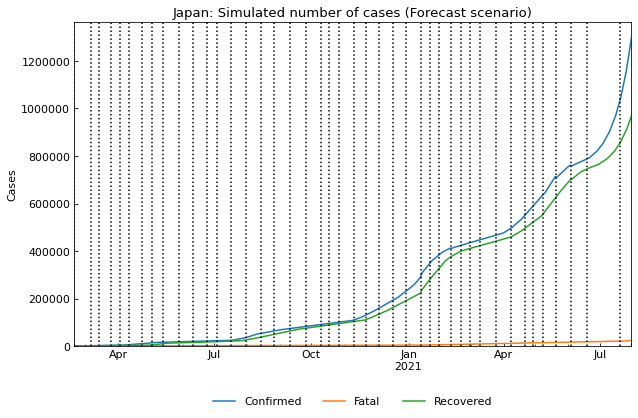 Japan: Simulated number of cases (Forecast scenario)
1200000
1000000
800000
600000
400000
200000
0
Cases
Apr
Jul
Oct
Jan
2021
Apr
Jul
Confirmed
Fatal
Recovered